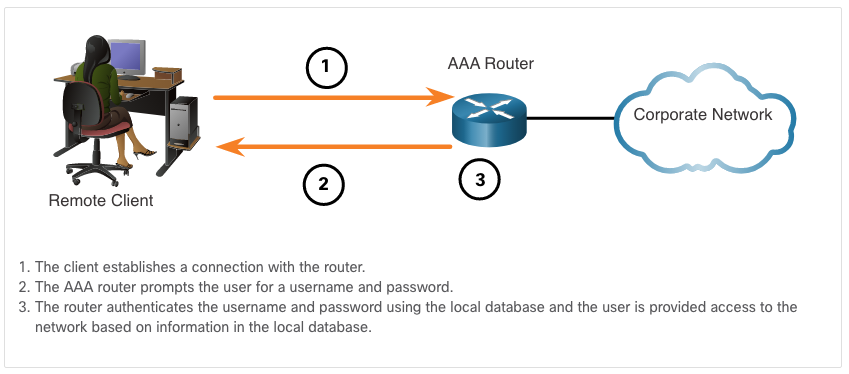 1
AAA Router
Corporate Network
2
3
Remote Client
1. The client establishes a connection with the router.
2. The AAA router prompts the user for a username and password.
3. The router authenticates the username and password using the local database and the user is provided access to the
network based on information in the local database.